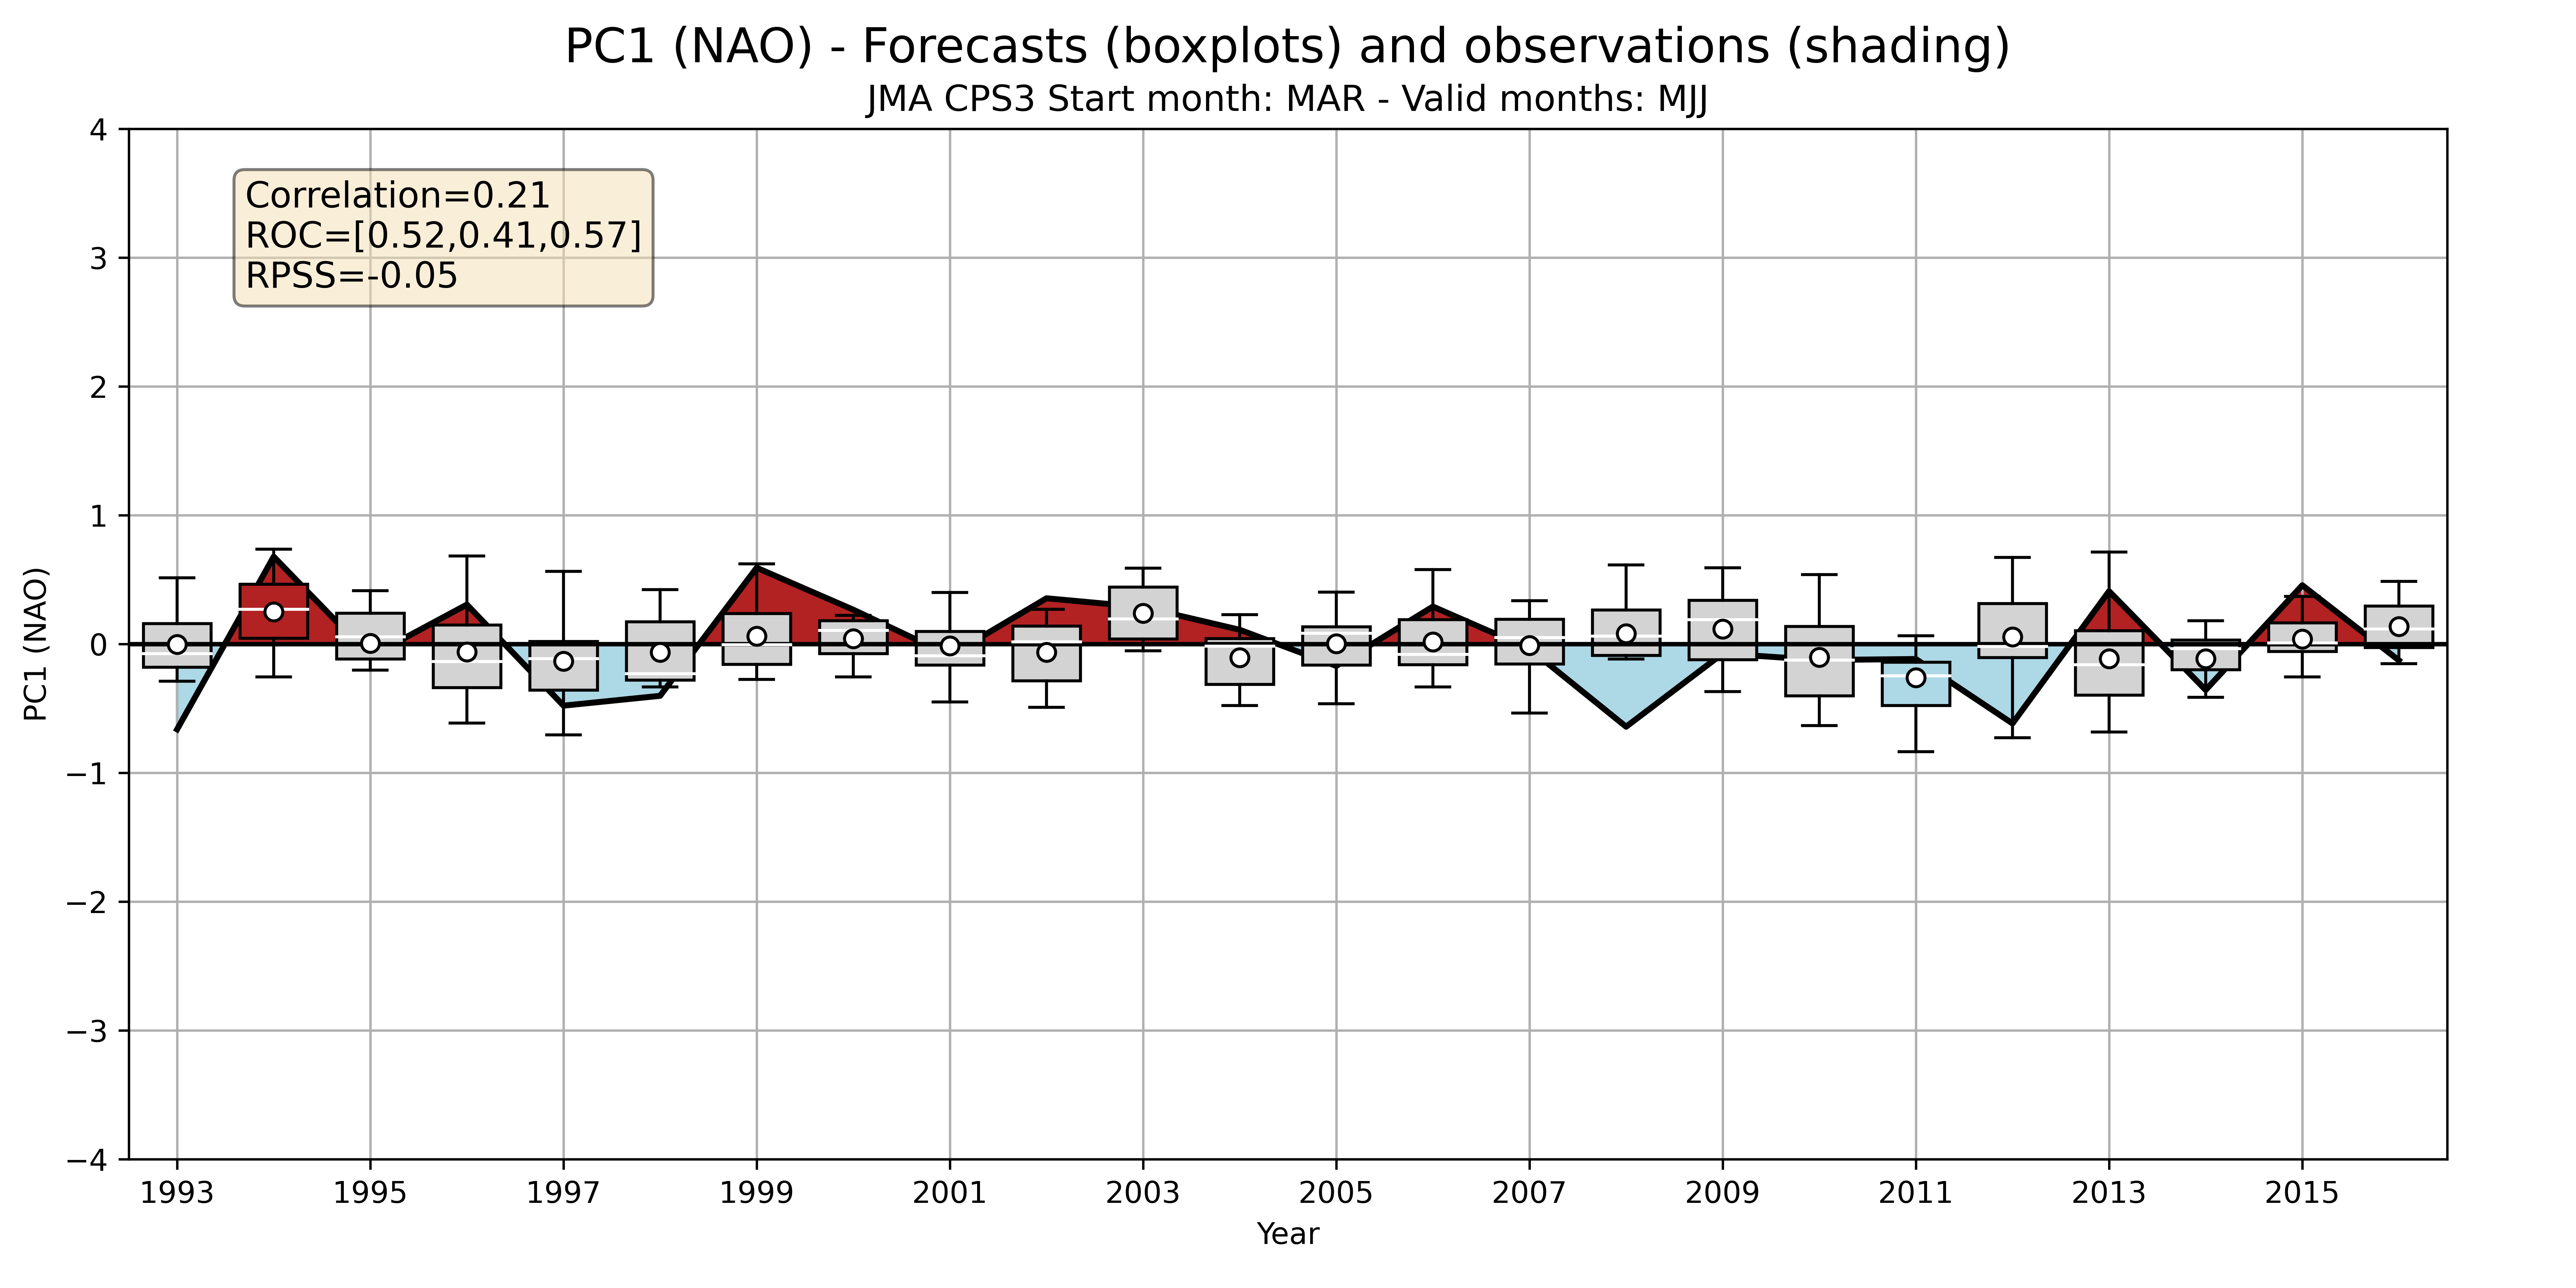 PC1 (NAO) - Forecasts (boxplots) and observations (shading)
JMA CPS3 Start month: MAR - Valid months: MJJ
Correlation=0.21
ROC=[0.52,0.41,0.57]
RPSS=-0.05
PC1 (NAO)
4
3
2
1
0
−1
−2
−3
−4
1993 1995 1997 1999 2001 2003 2005 2007 2009 2011 2013 2015
Year